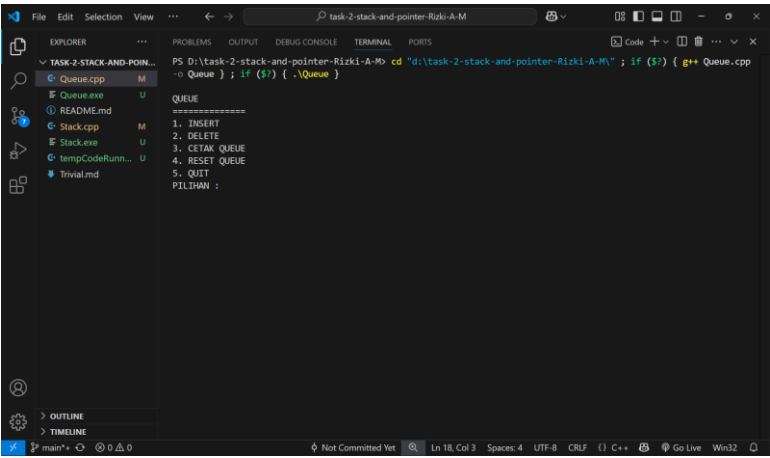 File Edit Selection View ··· task-2-stack-and-pointer-Rizki-A-M
EXPLORER ···
TASK-2-STACK-AND-POIN...
Queue.cpp M
Queue.exe U
README.md
Stack.cpp M
Stack.exe U
tempCodeRunn... U
Trivial.md
OUTLINE
TIMELINE
7
PROBLEMS OUTPUT DEBUG CONSOLE TERMINAL PORTS
Code
PS D:\task-2-stack-and-pointer-Rizki-A-M> cd "d:\task-2-stack-and-pointer-Rizki-A-M\" ; if ($?) { g++ Queue.cpp
-o Queue } ; if ($?) { .\Queue }
QUEUE
==============
1. INSERT
2. DELETE
3. CETAK QUEUE
4. RESET QUEUE
5. QUIT
PILIHAN :
main*+ 0 0 Not Committed Yet Ln 18, Col 3 Spaces: 4 UTF-8 CRLF {} C++ Go Live Win32